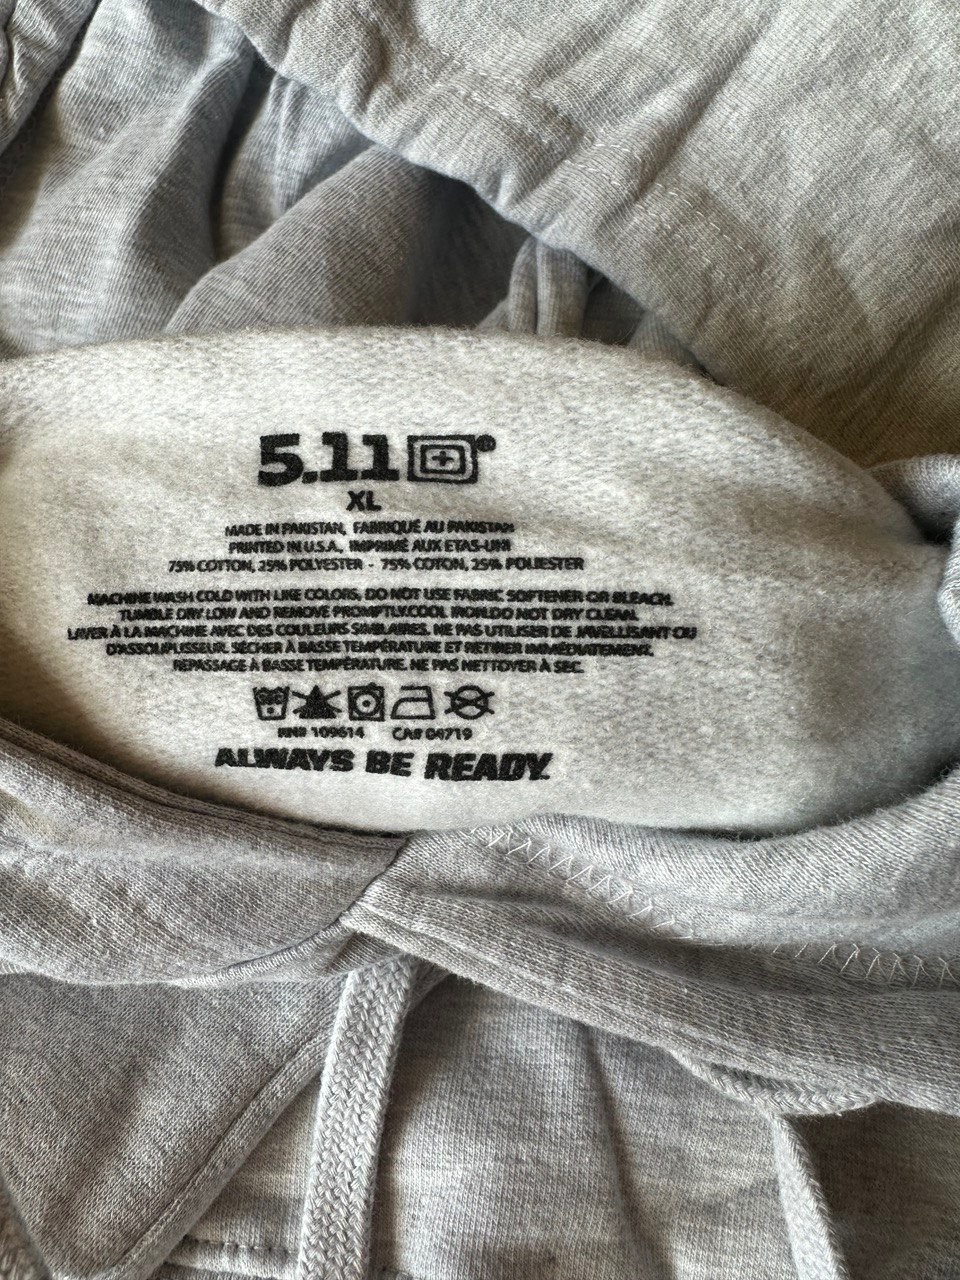 5.11®
XL
MADE IN PAKISTAN, FABRIQUÉ AU PAKISTAN
PRINTED IN U.S.A., IMPRIMÉ AUX ETAS-UNI
75% COTTON, 25% POLYESTER - 75% COTON, 25% POLIESTER
MACHINE WASH COLD WITH LIKE COLORS, DO NOT USE FABRIC SOFTENER OR BLEACH.
TUMBLE DRY LOW AND REMOVE PROMPTLY.COOL IRON.DO NOT DRY CLEAN.
LAVER À LA MACHINE AVEC DES COULEURS SIMILAIRES. NE PAS UTILISER DE JAVELLISANT OU
D'ASSOUPLISSEUR. SÉCHER À BASSE TEMPÉRATURE ET RETIRER IMMÉDIATEMENT.
REPASSAGE À BASSE TEMPÉRATURE. NE PAS NETTOYER À SEC.
RN# 109614 CA# 04719
ALWAYS BE READY.